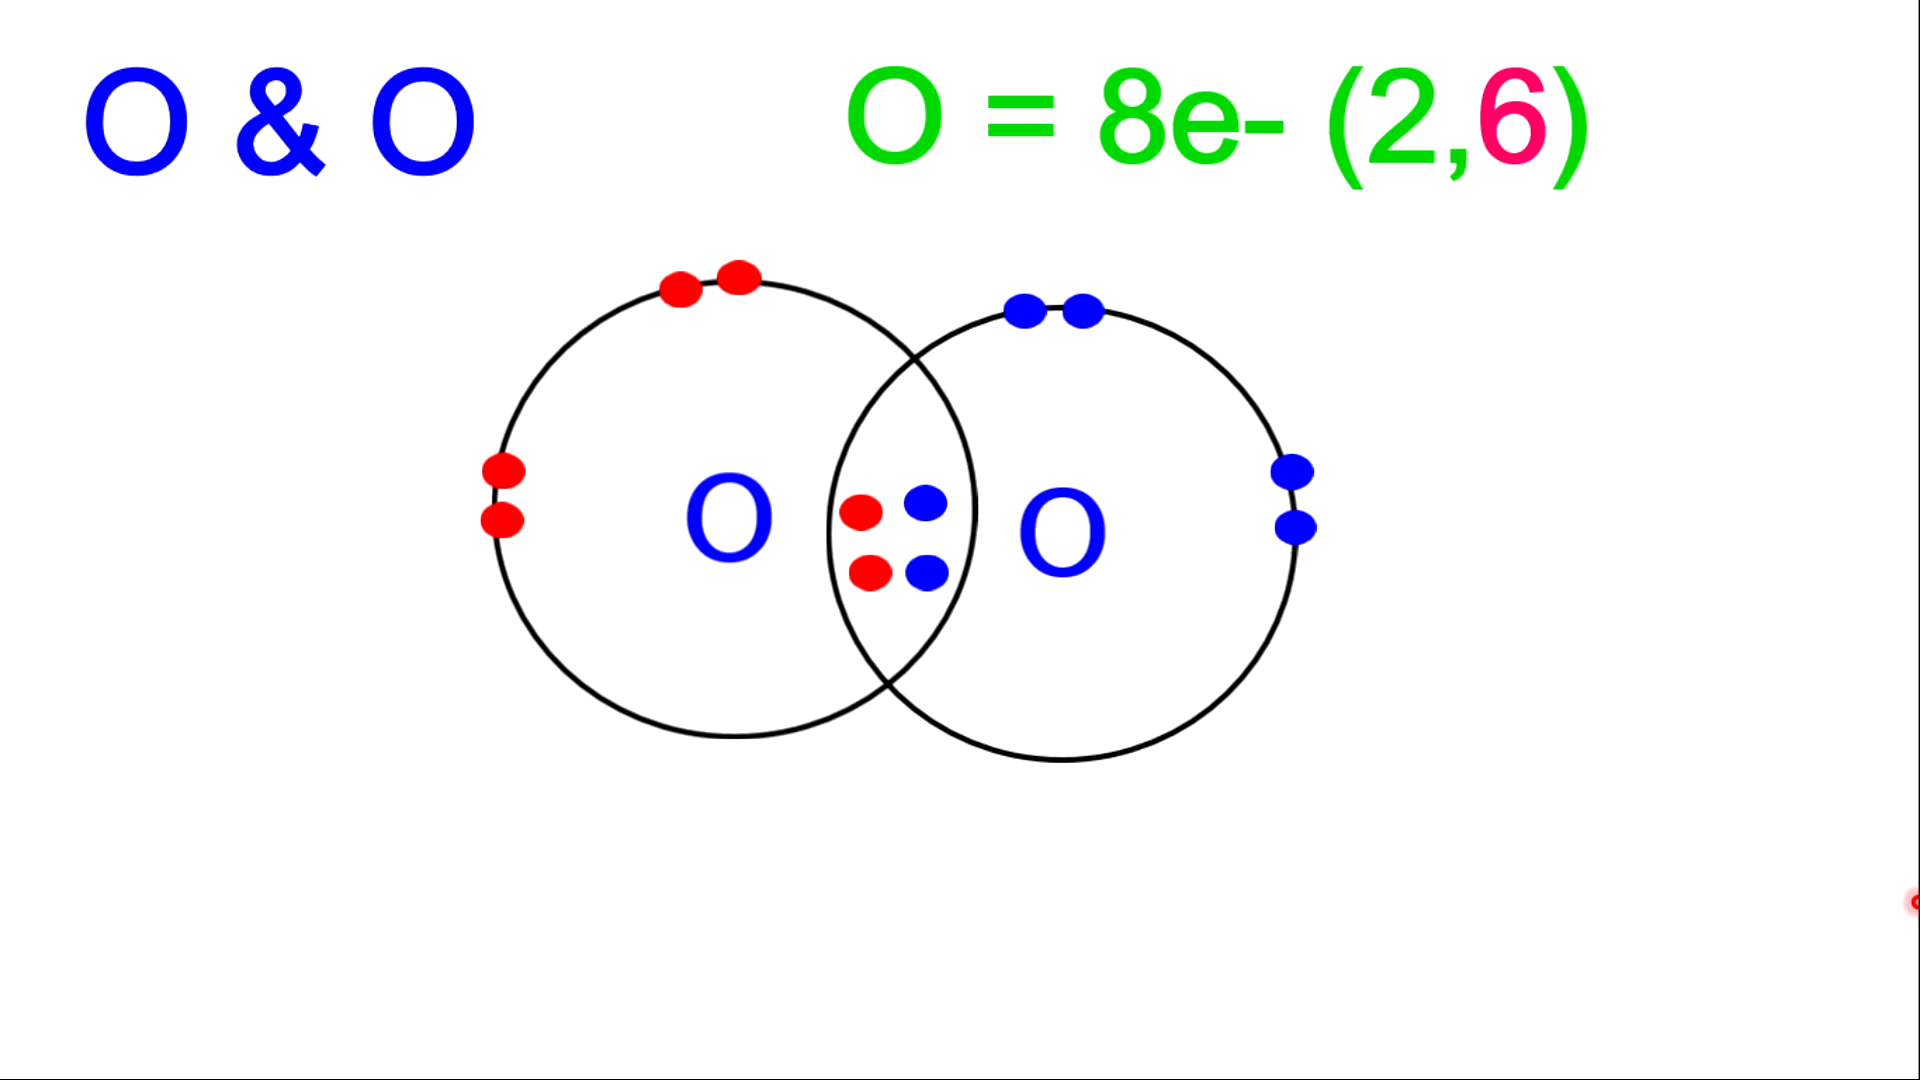 O & O
O = 8e- (2,6)
O
O